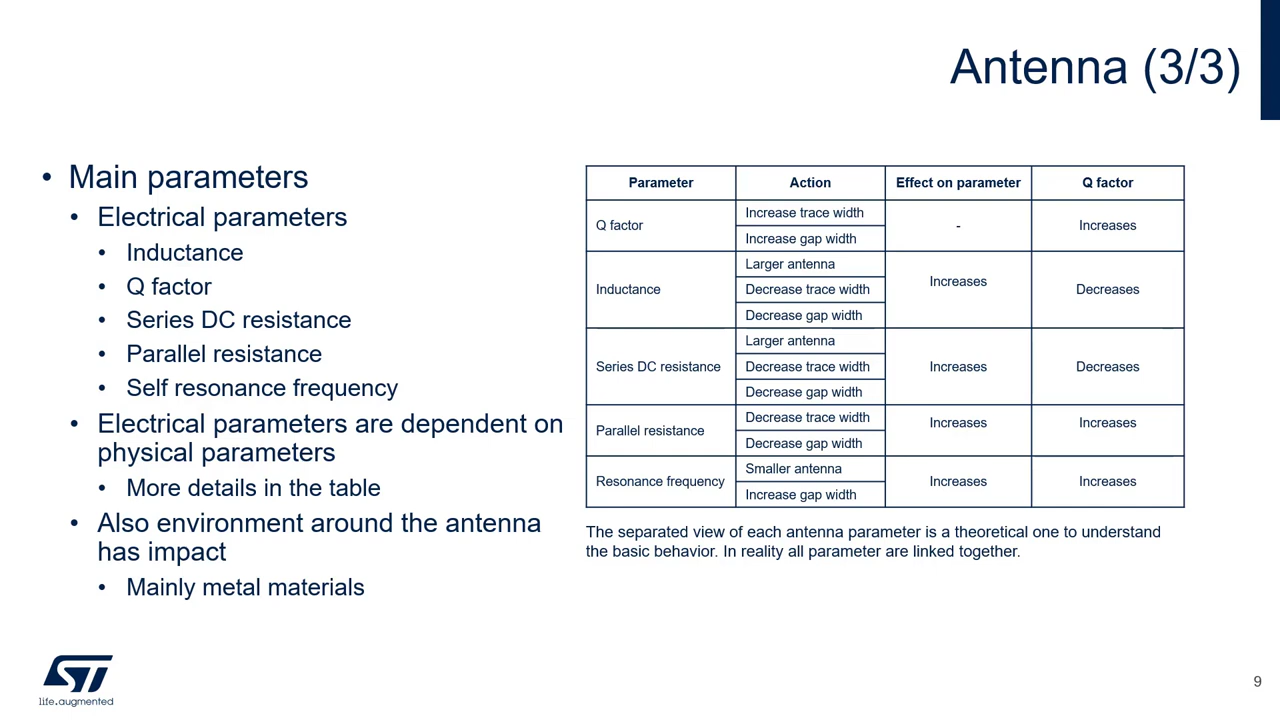 Antenna (3/3)
• Main parameters
• Electrical parameters
• Inductance
• Q factor
• Series DC resistance
• Parallel resistance
• Self resonance frequency
• Electrical parameters are dependent on
physical parameters
• More details in the table
• Also environment around the antenna
has impact
• Mainly metal materials
Parameter Action Effect on parameter Q factor
Q factor Increase trace width - Increases
Increase gap width
Inductance Larger antenna Increases Decreases
Decrease trace width
Decrease gap width
Series DC resistance Larger antenna Increases Decreases
Decrease trace width
Decrease gap width
Parallel resistance Decrease trace width Increases Increases
Decrease gap width
Resonance frequency Smaller antenna Increases Increases
Increase gap width
The separated view of each antenna parameter is a theoretical one to understand
the basic behavior. In reality all parameter are linked together.
ST
life.augmented
9